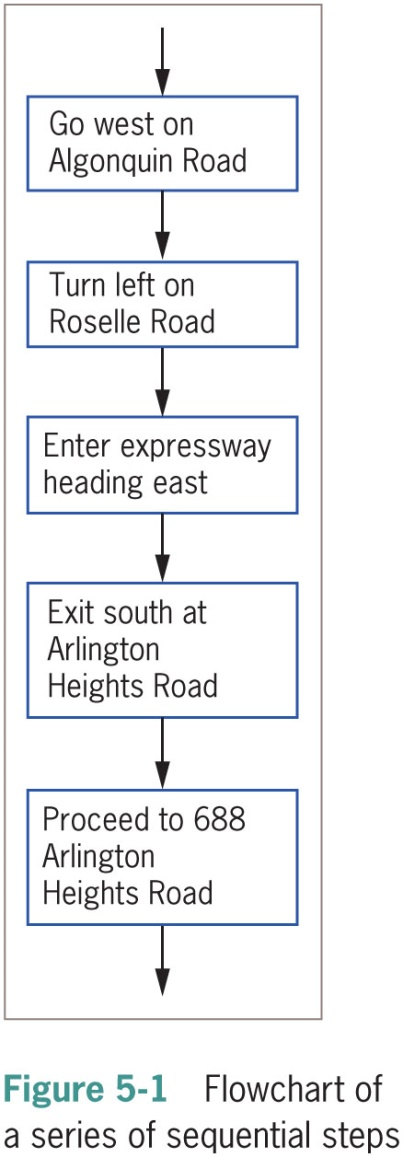 Go west on
Algonquin Road
Turn left on
Roselle Road
Enter expressway
heading east
Exit south at
Arlington
Heights Road
Proceed to 688
Arlington
Heights Road
Figure 5-1 Flowchart of
a series of sequential steps